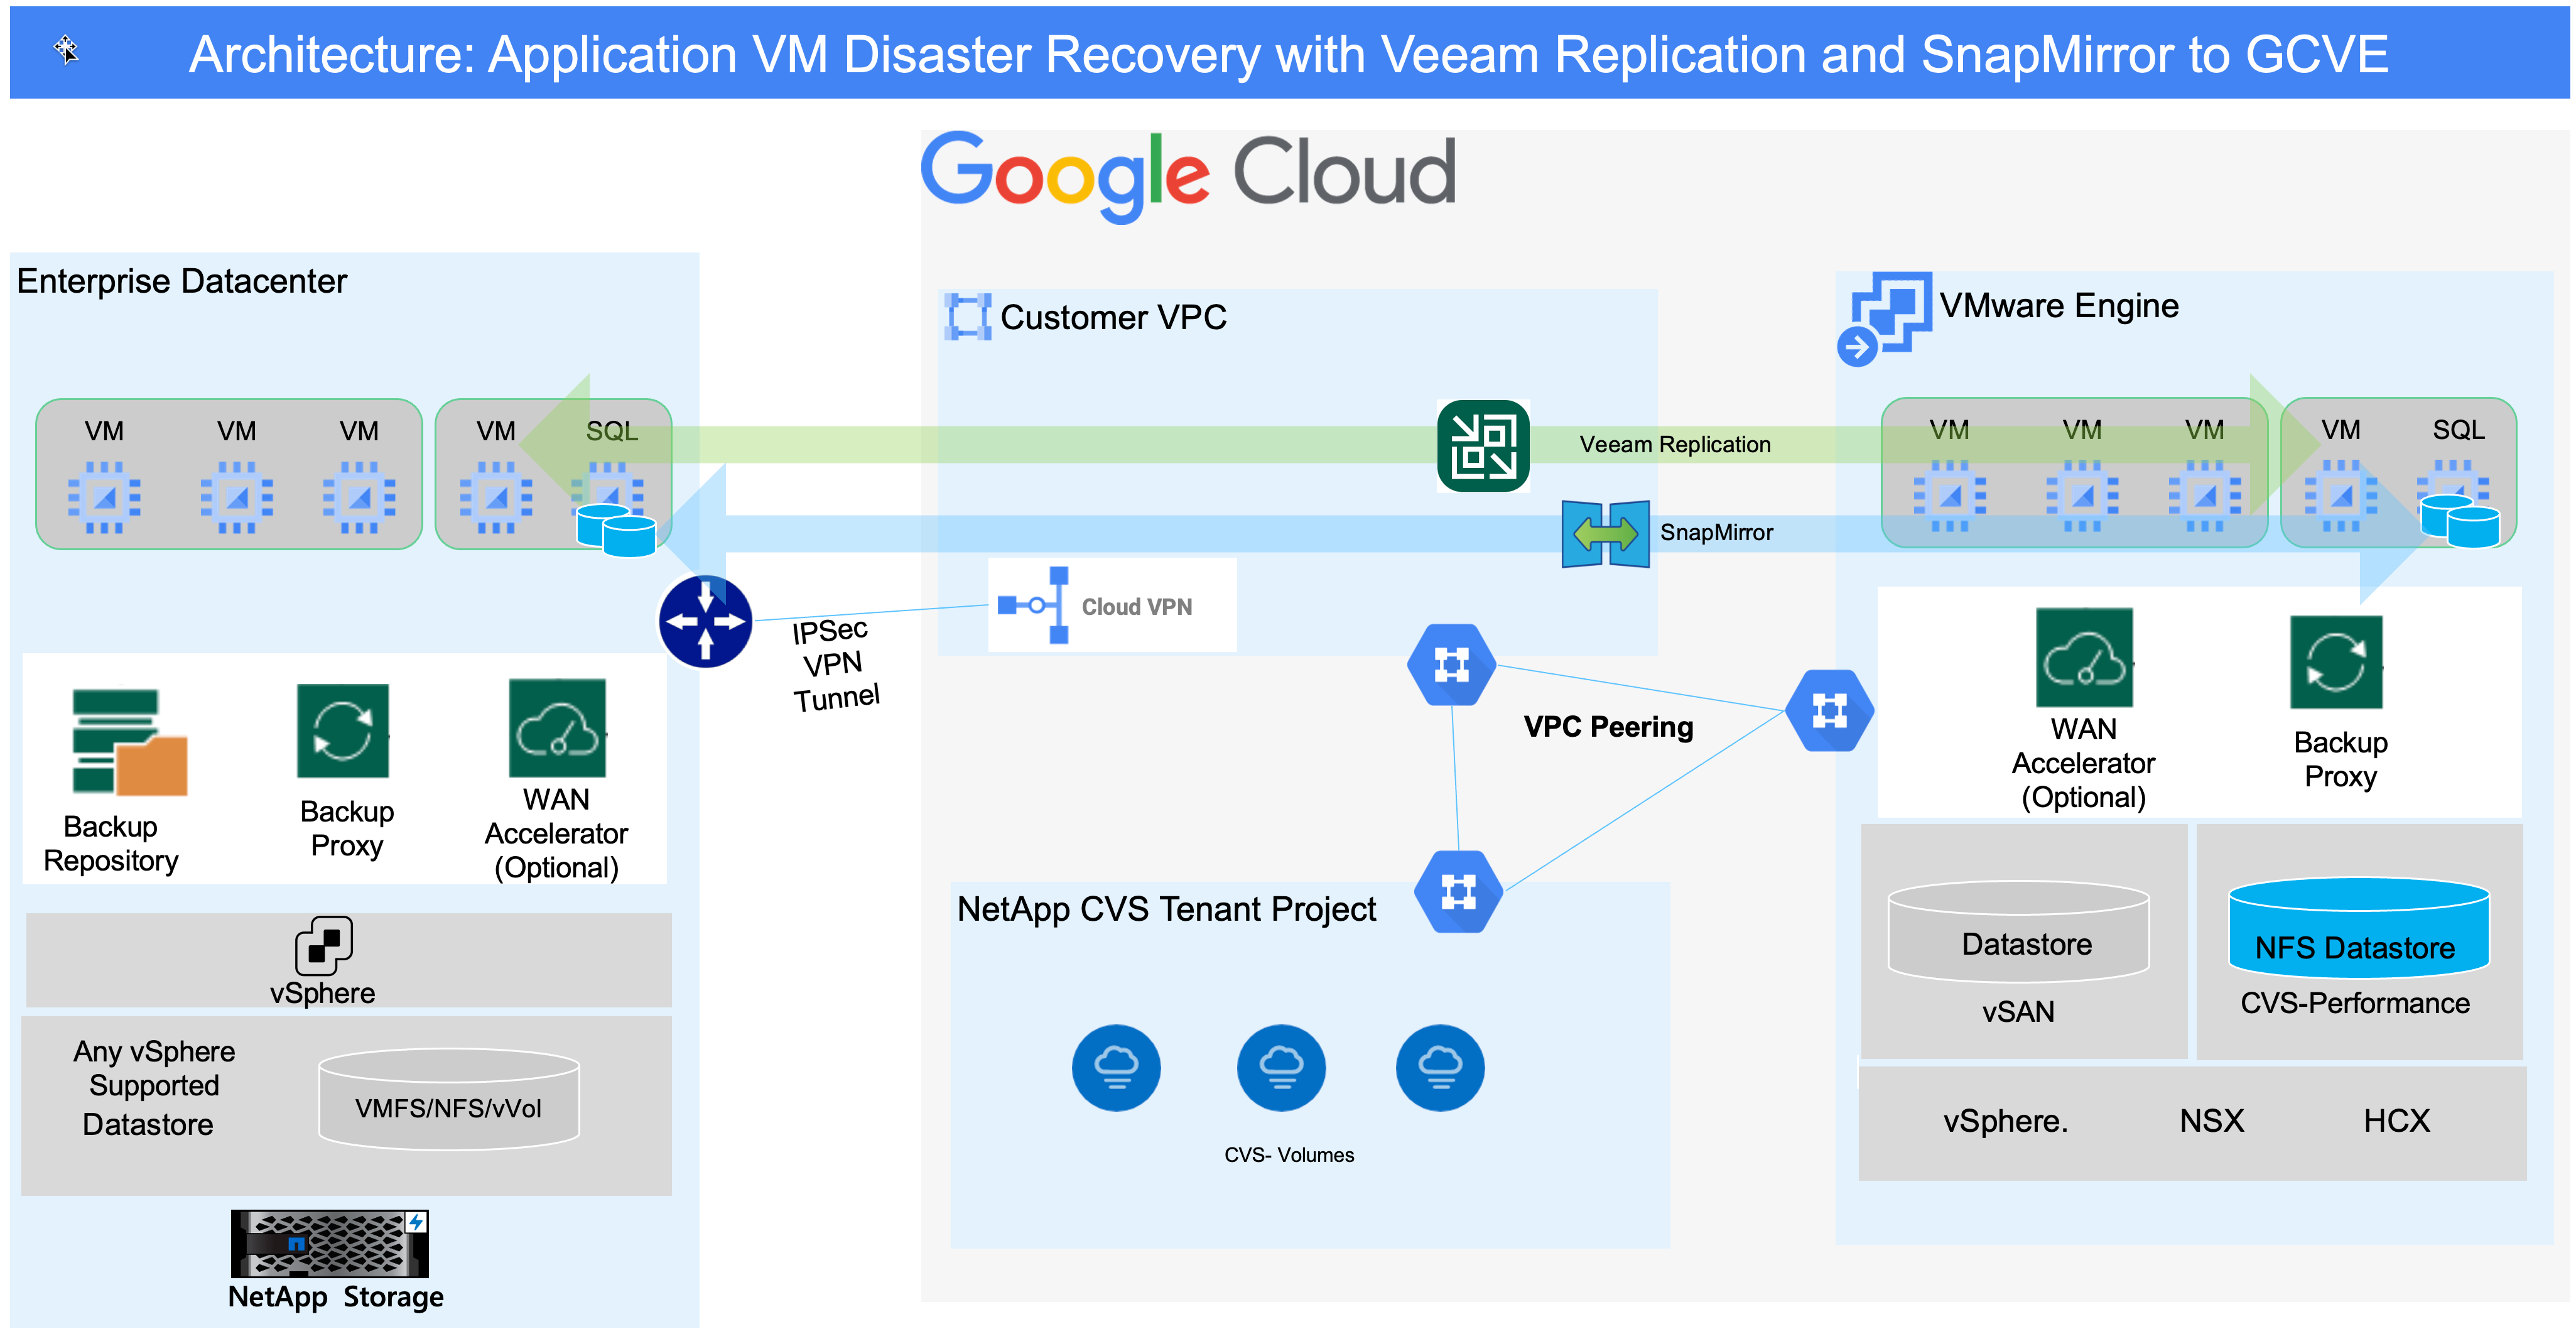 Architecture: Application VM Disaster Recovery with Veeam Replication and SnapMirror to GCVE
Google Cloud
Enterprise Datacenter
VM
VM
VM
VM
SQL
Customer VPC
Veeam Replication
SnapMirror
Cloud VPN
IPSec
VPN
Tunnel
VMware Engine
VM
VM
VM
VM
SQL
Backup
Repository
Backup
Proxy
WAN
Accelerator
(Optional)
vSphere
Any vSphere
Supported
Datastore
VMFS/NFS/vVol
NetApp Storage
VPC Peering
NetApp CVS Tenant Project
CVS- Volumes
WAN
Accelerator
(Optional)
Backup
Proxy
Datastore
vSAN
NFS Datastore
CVS-Performance
vSphere.
NSX
HCX